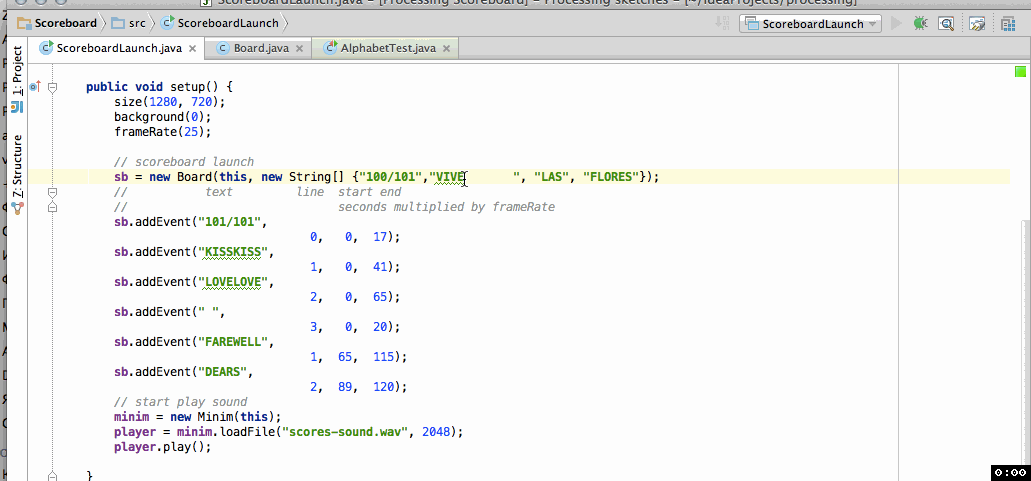 ScoreboardLaunch.java – [Processing Scoreboard] – Processing sketches – [~/IdeaProjects/processing]
Scoreboard src ScoreboardLaunch ScoreboardLaunch
ScoreboardLaunch.java Board.java AlphabetTest.java
1: Project
Z: Structure
public void setup() {
size(1280, 720);
background(0);
frameRate(25);
// scoreboard launch
sb = new Board(this, new String[] {"100/101","VIVE       ", "LAS", "FLORES"});
// text line start end
// seconds multiplied by frameRate
sb.addEvent("101/101",
0, 0, 17);
sb.addEvent("KISSKISS",
1, 0, 41);
sb.addEvent("LOVELOVE",
2, 0, 65);
sb.addEvent(" ",
3, 0, 20);
sb.addEvent("FAREWELL",
1, 65, 115);
sb.addEvent("DEARS",
2, 89, 120);
// start play sound
minim = new Minim(this);
player = minim.loadFile("scores-sound.wav", 2048);
player.play();
}
0:00